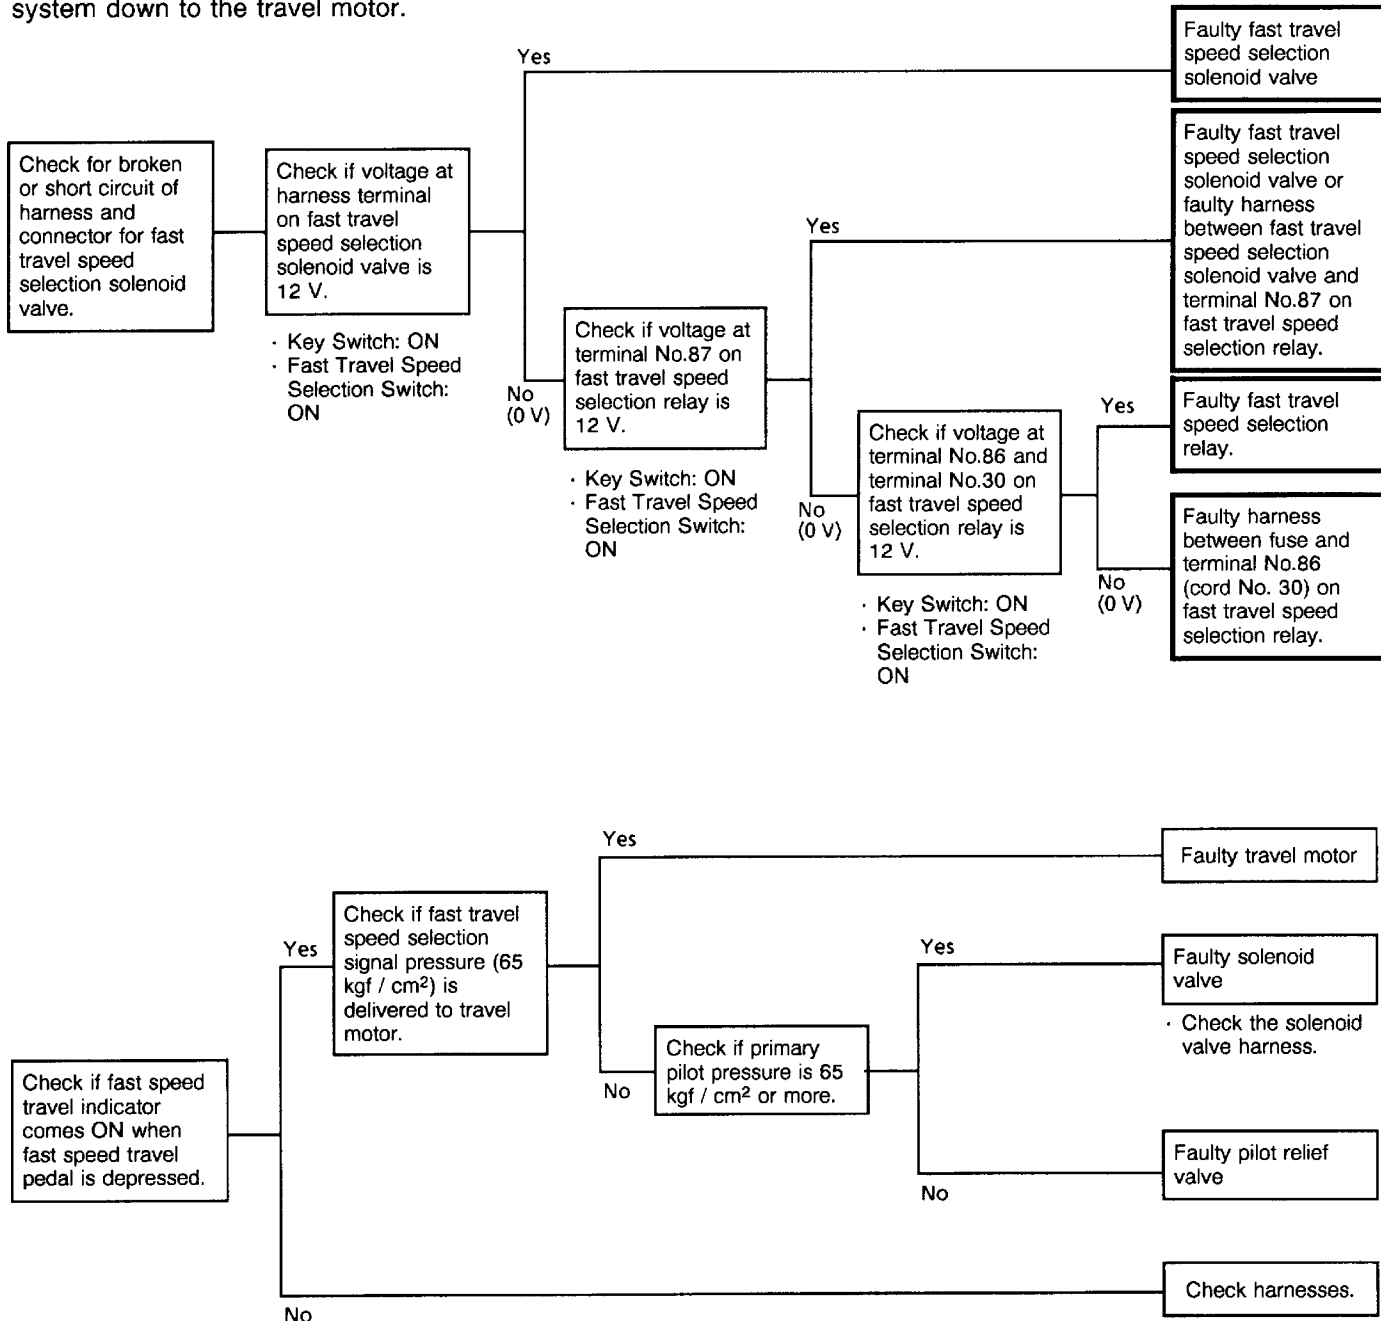 system down to the travel motor.
Yes
Faulty fast travel
speed selection
solenoid valve
Check for broken
or short circuit of
harness and
connector for fast
travel speed
selection solenoid
valve.
Check if voltage at
harness terminal
on fast travel
speed selection
solenoid valve is
12 V.
· Key Switch: ON
· Fast Travel Speed
Selection Switch:
ON
Yes
Faulty fast travel
speed selection
solenoid valve or
faulty harness
between fast travel
speed selection
solenoid valve and
terminal No.87 on
fast travel speed
selection relay.
No
(0 V)
Check if voltage at
terminal No.87 on
fast travel speed
selection relay is
12 V.
· Key Switch: ON
· Fast Travel Speed
Selection Switch:
ON
Yes
Faulty fast travel
speed selection
relay.
No
(0 V)
Check if voltage at
terminal No.86 and
terminal No.30 on
fast travel speed
selection relay is
12 V.
· Key Switch: ON
· Fast Travel Speed
Selection Switch:
ON
No
(0 V)
Faulty harness
between fuse and
terminal No.86
(cord No. 30) on
fast travel speed
selection relay.
Yes
Faulty travel motor
Yes
Check if fast travel
speed selection
signal pressure (65
kgf / cm²) is
delivered to travel
motor.
Yes
Faulty solenoid
valve
· Check the solenoid
valve harness.
No
Check if primary
pilot pressure is 65
kgf / cm² or more.
Check if fast speed
travel indicator
comes ON when
fast speed travel
pedal is depressed.
No
Faulty pilot relief
valve
No
Check harnesses.